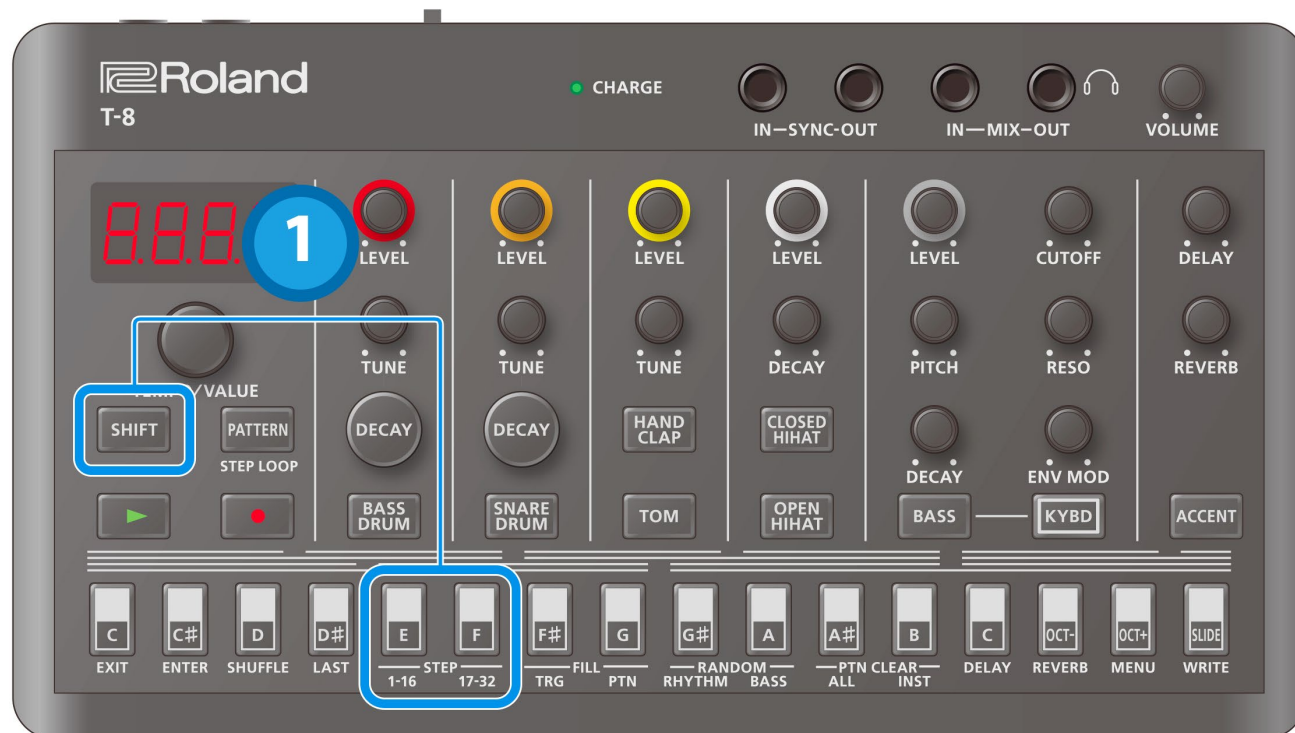 Roland
T-8
CHARGE
IN—SYNC-OUT
IN—MIX—OUT
VOLUME
8.8.8.
1
LEVEL LEVEL LEVEL LEVEL LEVEL CUTOFF DELAY
TUNE TUNE TUNE DECAY PITCH RESO REVERB
/VALUE
SHIFT PATTERN DECAY DECAY HAND CLAP CLOSED HIHAT
STEP LOOP
DECAY ENV MOD
BASS DRUM SNARE DRUM TOM OPEN HIHAT BASS KYBD ACCENT
C C# D D# E F F# G G# A A# B C OCT- OCT+ SLIDE
EXIT ENTER SHUFFLE LAST STEP FILL RANDOM PTN CLEAR DELAY REVERB MENU WRITE
1-16 17-32 TRG PTN RHYTHM BASS ALL INST